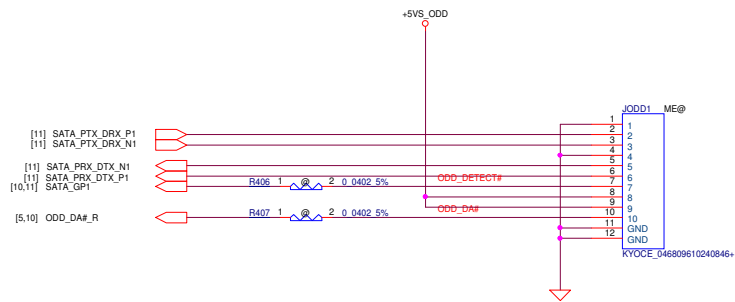 +5VS_ODD
JODD1 ME@
[11] SATA_PTX_DRX_P1
[11] SATA_PTX_DRX_N1
[11] SATA_PRX_DTX_N1
[11] SATA_PRX_DTX_P1
[10,11] SATA_GP1
R406 1 @ 2 0_0402_5%
ODD_DETECT#
[5,10] ODD_DA#_R
R407 1 @ 2 0_0402_5%
ODD_DA#
1 1
2 2
3 3
4 4
5 5
6 6
7 7
8 8
9 9
10 10
11 GND
12 GND
KYOCE_046809610240846+